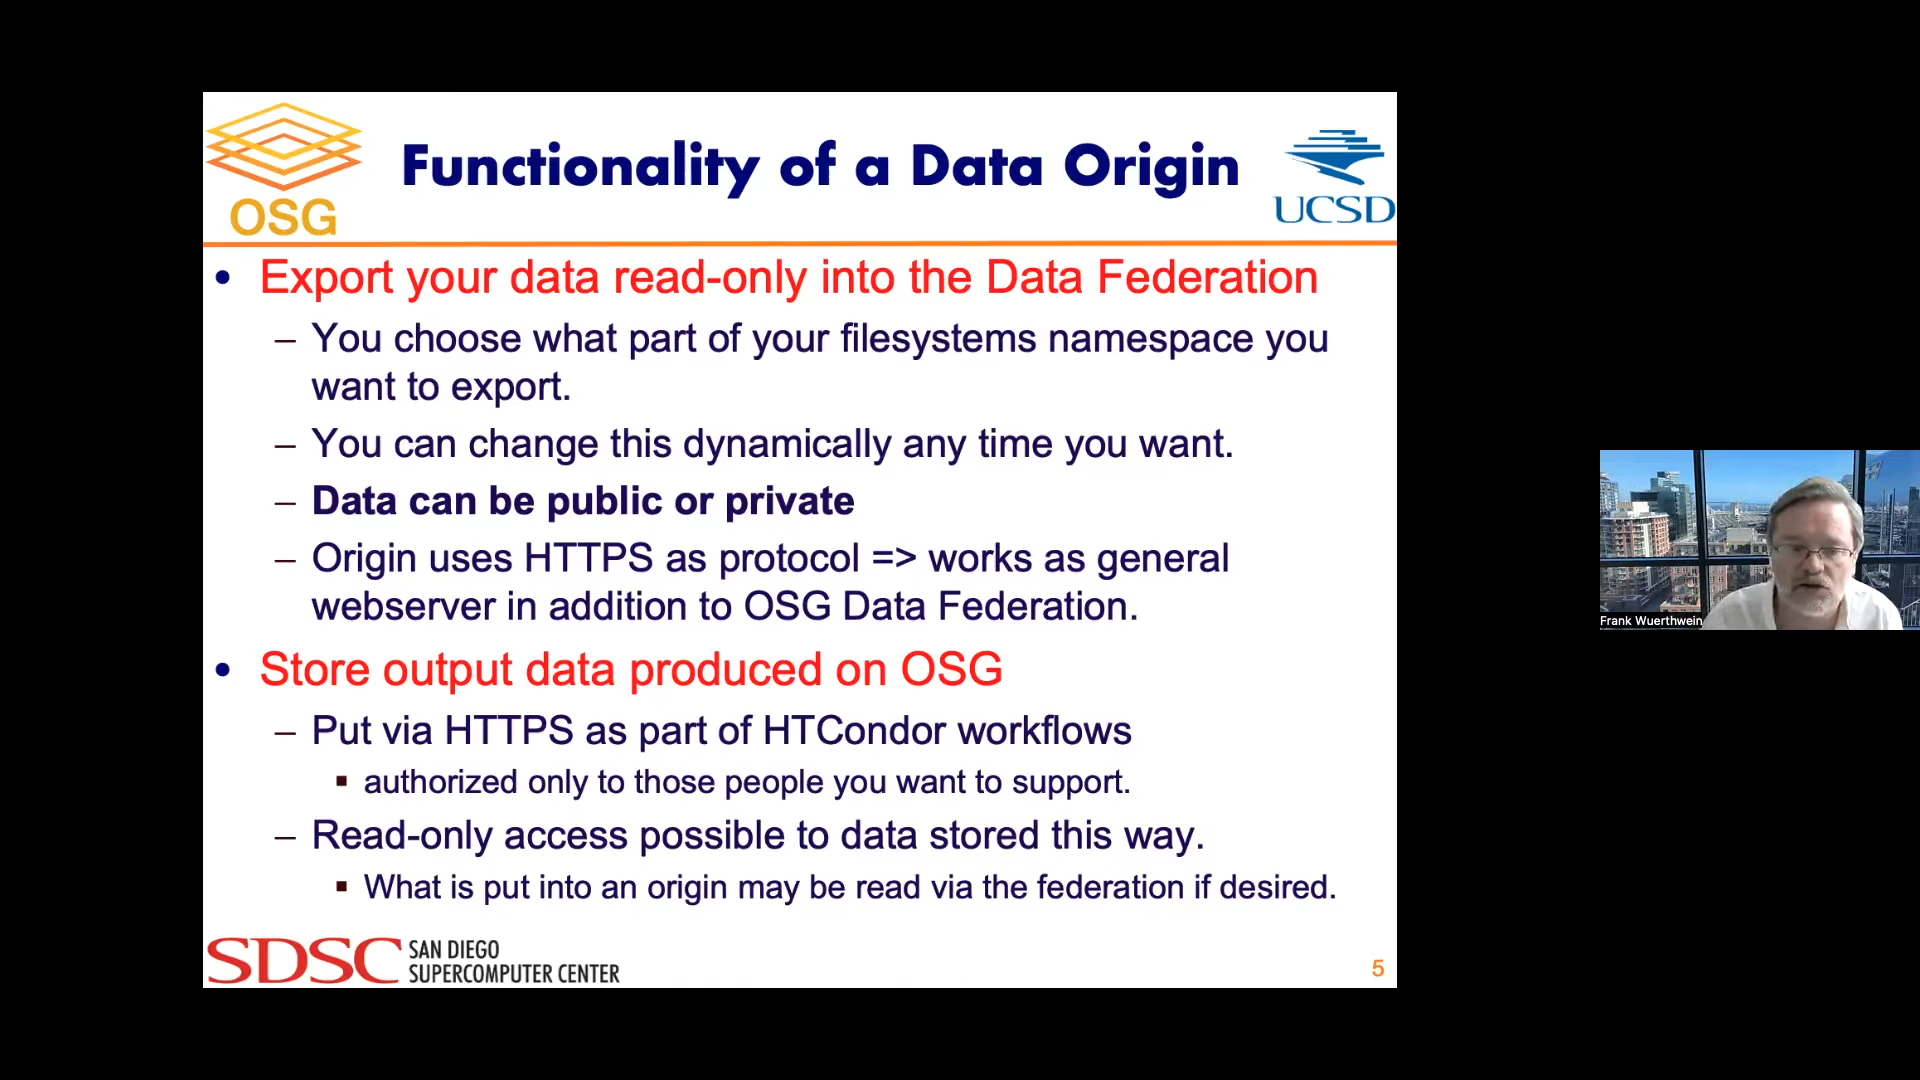 OSG
Functionality of a Data Origin
UCSD
• Export your data read-only into the Data Federation
– You choose what part of your filesystems namespace you
want to export.
– You can change this dynamically any time you want.
– Data can be public or private
– Origin uses HTTPS as protocol => works as general
webserver in addition to OSG Data Federation.
• Store output data produced on OSG
– Put via HTTPS as part of HTCondor workflows
▪ authorized only to those people you want to support.
– Read-only access possible to data stored this way.
▪ What is put into an origin may be read via the federation if desired.
SDSC SAN DIEGO
SUPERCOMPUTER CENTER
5
Frank Wuerthwein